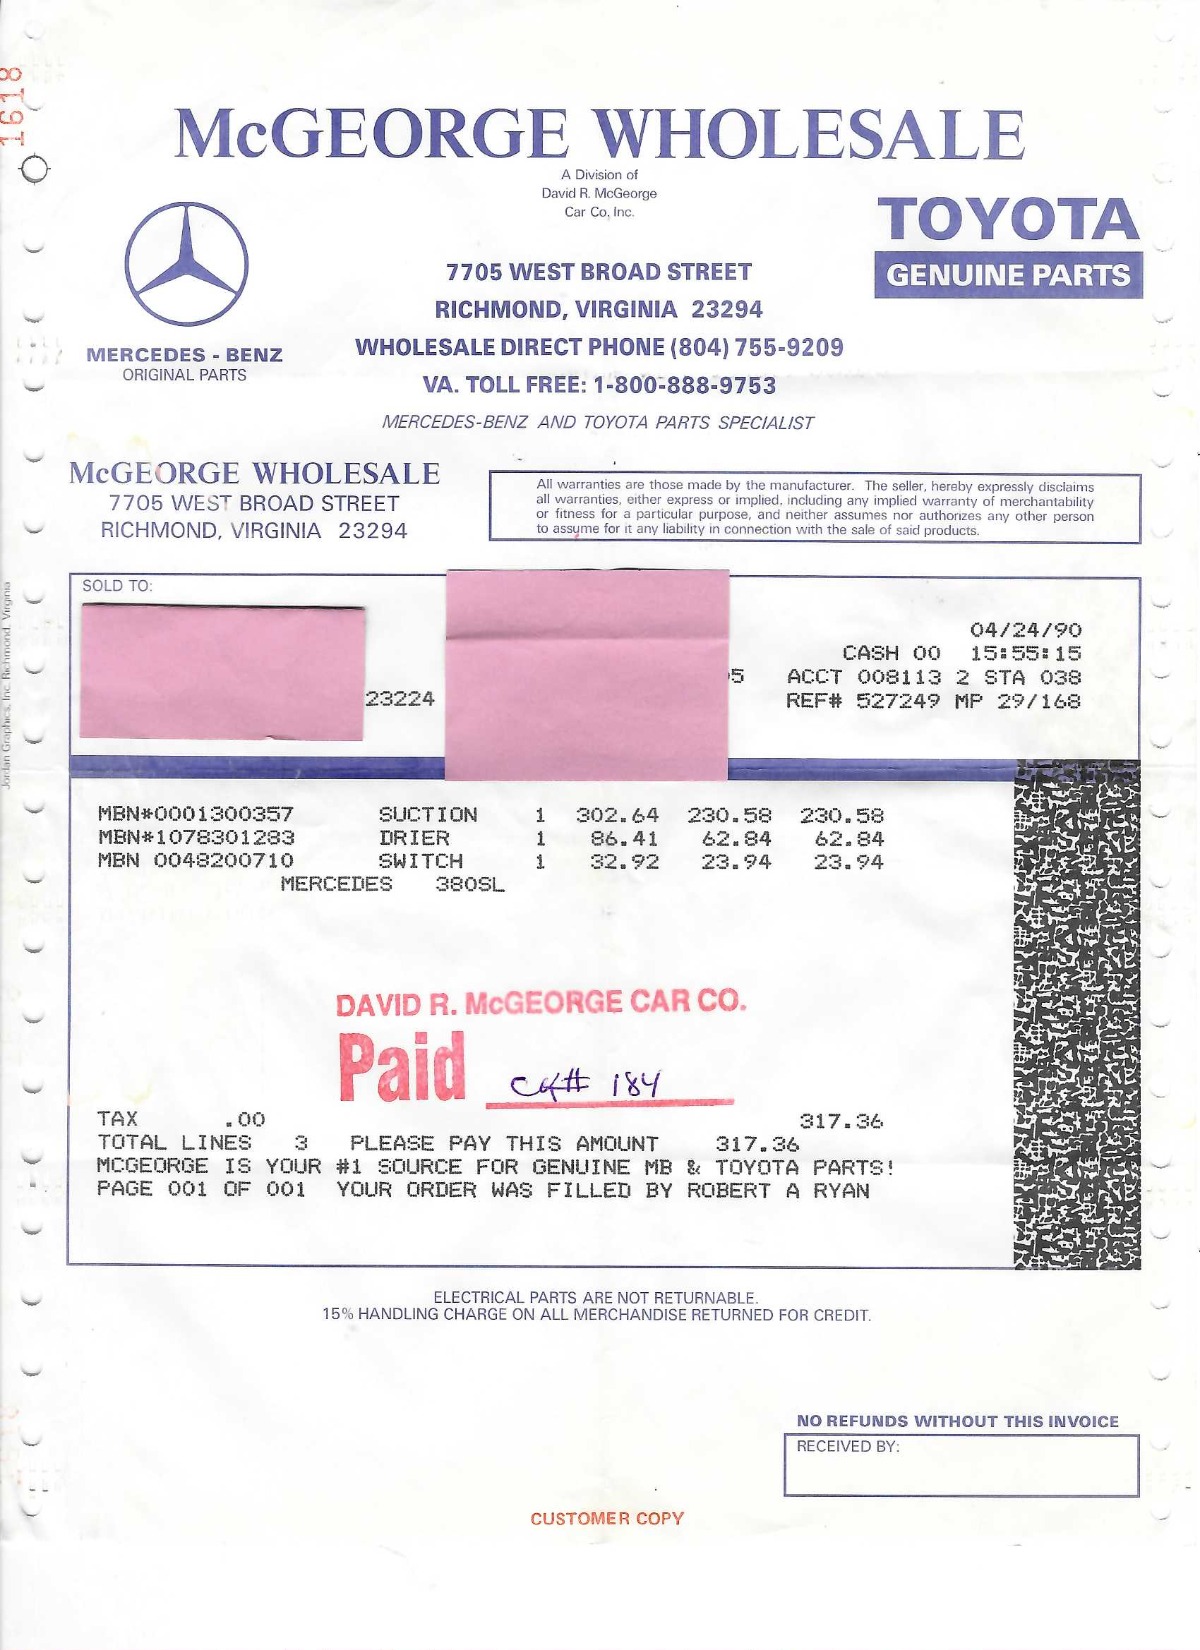 1618
McGEORGE WHOLESALE
A Division of
David R. McGeorge
Car Co, Inc.
TOYOTA
GENUINE PARTS
7705 WEST BROAD STREET
RICHMOND, VIRGINIA 23294
WHOLESALE DIRECT PHONE (804) 755-9209
VA. TOLL FREE: 1-800-888-9753
MERCEDES - BENZ
ORIGINAL PARTS
MERCEDES-BENZ AND TOYOTA PARTS SPECIALIST
McGEORGE WHOLESALE
7705 WEST BROAD STREET
RICHMOND, VIRGINIA 23294
All warranties are those made by the manufacturer. The seller, hereby expressly disclaims
all warranties, either express or implied, including any implied warranty of merchantability
or fitness for a particular purpose, and neither assumes nor authorizes any other person
to assume for it any liability in connection with the sale of said products.
Jordan Graphics, Inc. Richmond, Virginia
SOLD TO:
04/24/90
CASH 00 15:55:15
5 ACCT 008113 2 STA 038
23224 REF# 527249 MP 29/168
MBN*0001300357 SUCTION 1 302.64 230.58 230.58
MBN*1078301283 DRIER 1 86.41 62.84 62.84
MBN 0048200710 SWITCH 1 32.92 23.94 23.94
MERCEDES 380SL
DAVID R. McGEORGE CAR CO.
Paid CK# 184
TAX .00 317.36
TOTAL LINES 3 PLEASE PAY THIS AMOUNT 317.36
MCGEORGE IS YOUR #1 SOURCE FOR GENUINE MB & TOYOTA PARTS!
PAGE 001 OF 001 YOUR ORDER WAS FILLED BY ROBERT A RYAN
ELECTRICAL PARTS ARE NOT RETURNABLE.
15% HANDLING CHARGE ON ALL MERCHANDISE RETURNED FOR CREDIT.
NO REFUNDS WITHOUT THIS INVOICE
RECEIVED BY:
CUSTOMER COPY